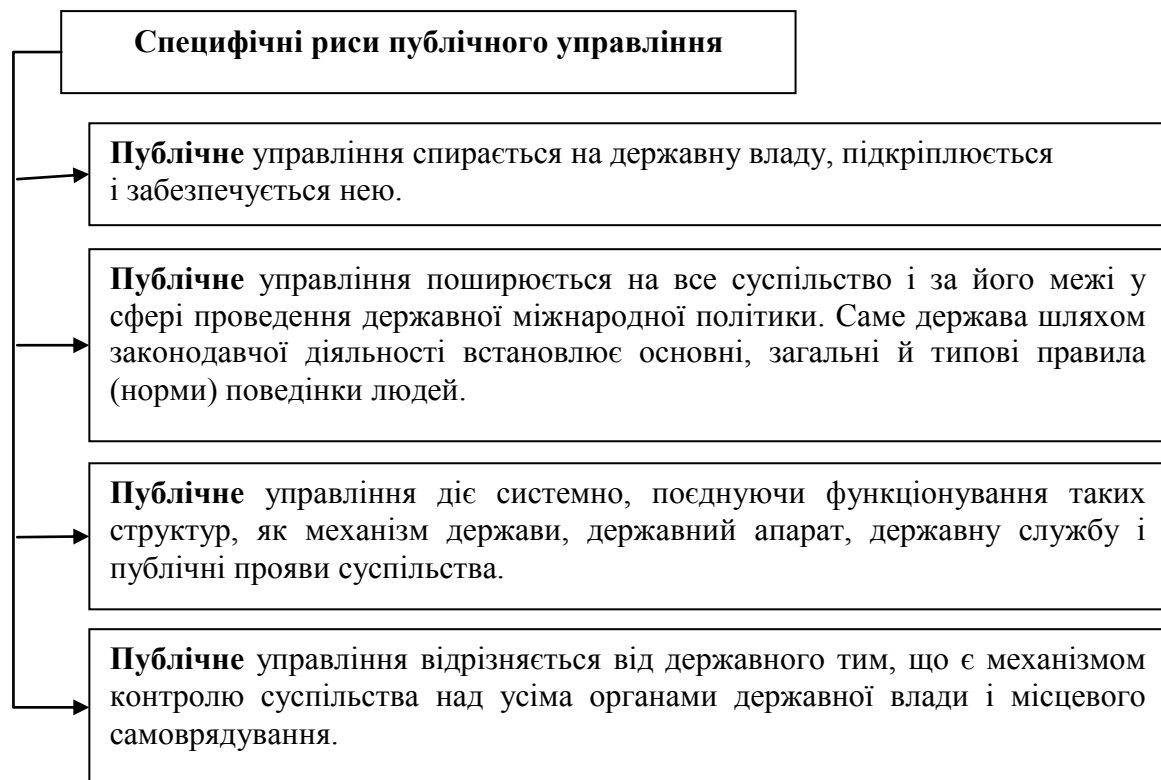 Специфічні риси публічного управління
Публічне управління спирається на державну владу, підкріплюється
і забезпечується нею.
Публічне управління поширюється на все суспільство і за його межі у
сфері проведення державної міжнародної політики. Саме держава шляхом
законодавчої діяльності встановлює основні, загальні й типові правила
(норми) поведінки людей.
Публічне управління діє системно, поєднуючи функціонування таких
структур, як механізм держави, державний апарат, державну службу і
публічні прояви суспільства.
Публічне управління відрізняється від державного тим, що є механізмом
контролю суспільства над усіма органами державної влади і місцевого
самоврядування.